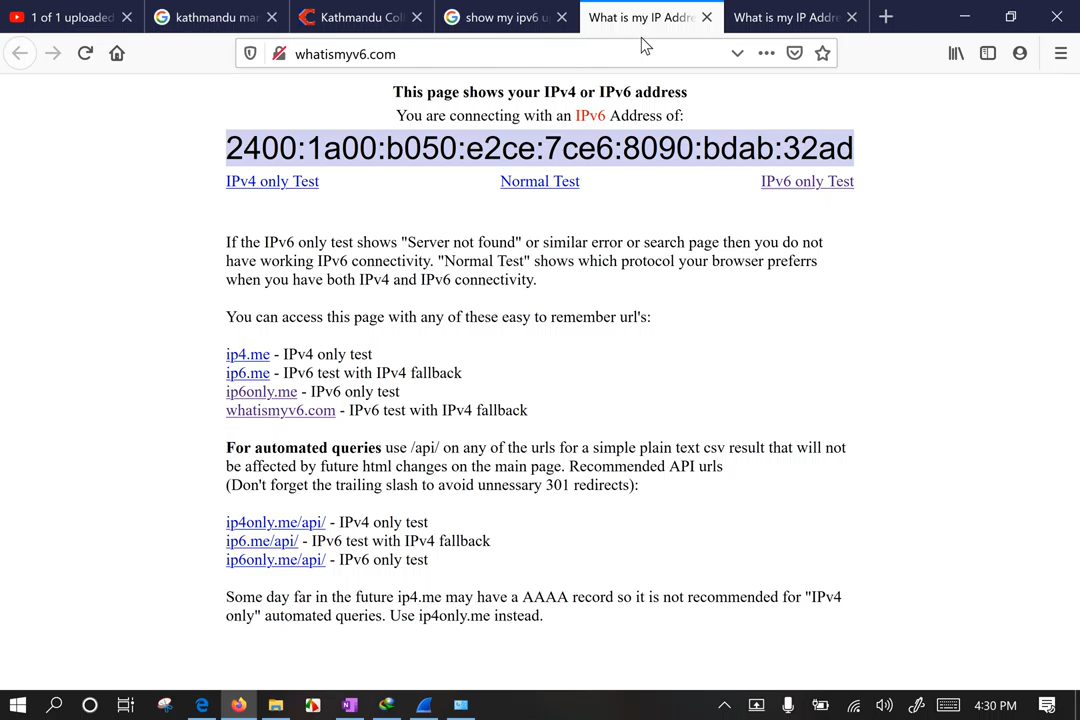 1 of 1 uploaded
kathmandu mar
Kathmandu Coll
show my ipv6 u
What is my IP Addre
What is my IP Addre
whatismyv6.com
This page shows your IPv4 or IPv6 address
You are connecting with an IPv6 Address of:
2400:1a00:b050:e2ce:7ce6:8090:bdab:32ad
IPv4 only Test Normal Test IPv6 only Test
If the IPv6 only test shows "Server not found" or similar error or search page then you do not
have working IPv6 connectivity. "Normal Test" shows which protocol your browser preferrs
when you have both IPv4 and IPv6 connectivity.
You can access this page with any of these easy to remember url's:
ip4.me - IPv4 only test
ip6.me - IPv6 test with IPv4 fallback
ip6only.me - IPv6 only test
whatismyv6.com - IPv6 test with IPv4 fallback
For automated queries use /api/ on any of the urls for a simple plain text csv result that will not
be affected by future html changes on the main page. Recommended API urls
(Don't forget the trailing slash to avoid unnessary 301 redirects):
ip4only.me/api/ - IPv4 only test
ip6.me/api/ - IPv6 test with IPv4 fallback
ip6only.me/api/ - IPv6 only test
Some day far in the future ip4.me may have a AAAA record so it is not recommended for "IPv4
only" automated queries. Use ip4only.me instead.
4:30 PM